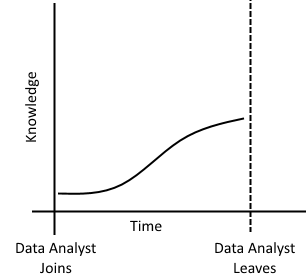 Knowledge
Time
Data Analyst
Joins
Data Analyst
Leaves